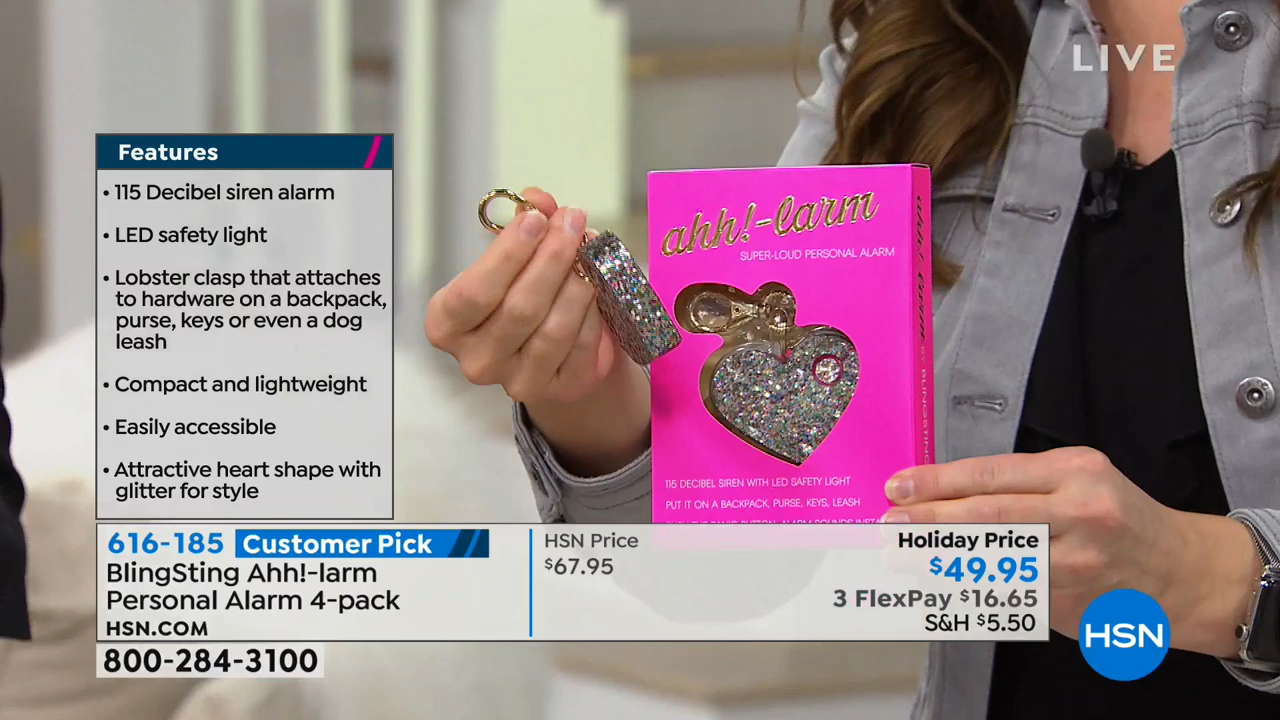 LIVE
Features
• 115 Decibel siren alarm
• LED safety light
• Lobster clasp that attaches
to hardware on a backpack,
purse, keys or even a dog
leash
• Compact and lightweight
• Easily accessible
• Attractive heart shape with
glitter for style
ahh!-larm
SUPER-LOUD PERSONAL ALARM
ahh!-larm BY BLINGSTING
115 DECIBEL SIREN WITH LED SAFETY LIGHT
PUT IT ON A BACKPACK, PURSE, KEYS, LEASH
616-185 Customer Pick
BlingSting Ahh!-larm
Personal Alarm 4-pack
HSN.COM
HSN Price
$67.95
Holiday Price
$49.95
3 FlexPay $16.65
S&H $5.50
800-284-3100
HSN